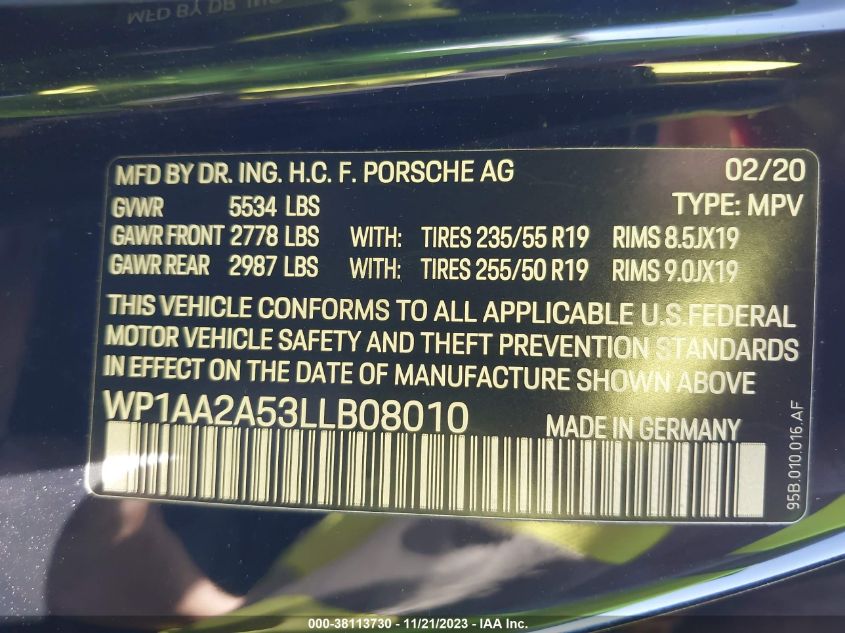 MFD BY DR. ING. H.C. F. PORSCHE AG 02/20
GVWR 5534 LBS TYPE: MPV
GAWR FRONT 2778 LBS WITH: TIRES 235/55 R19 RIMS 8.5JX19
GAWR REAR 2987 LBS WITH: TIRES 255/50 R19 RIMS 9.0JX19
THIS VEHICLE CONFORMS TO ALL APPLICABLE U.S.FEDERAL
MOTOR VEHICLE SAFETY AND THEFT PREVENTION STANDARDS
IN EFFECT ON THE DATE OF MANUFACTURE SHOWN ABOVE
WP1AA2A53LLB08010 MADE IN GERMANY
95B.010.016.AF
000-38113730 - 11/21/2023 - IAA Inc.